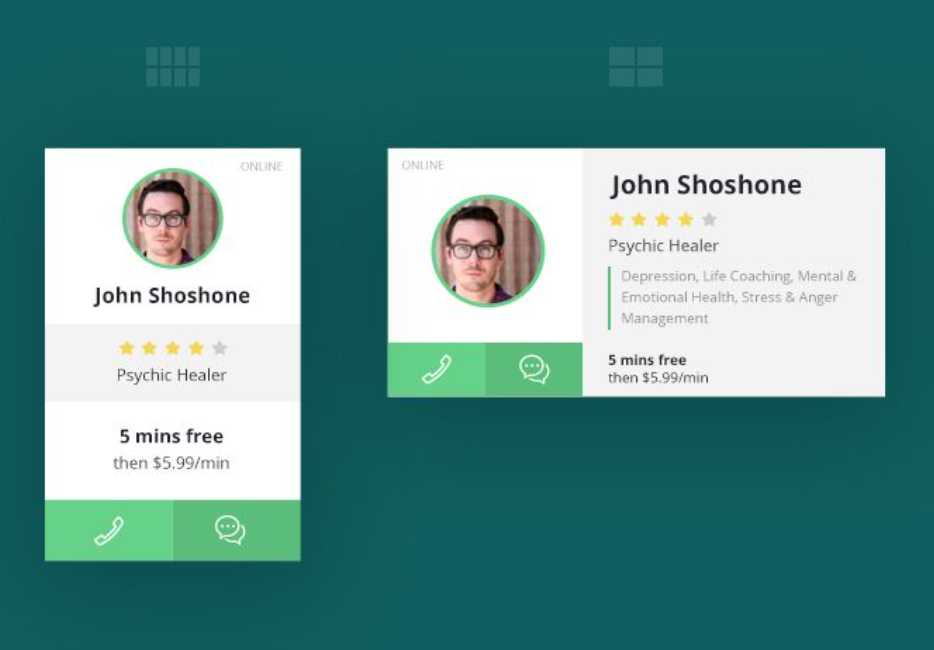 ONLINE
John Shoshone
Psychic Healer
5 mins free
then $5.99/min
ONLINE
John Shoshone
Psychic Healer
Depression, Life Coaching, Mental &
Emotional Health, Stress & Anger
Management
5 mins free
then $5.99/min